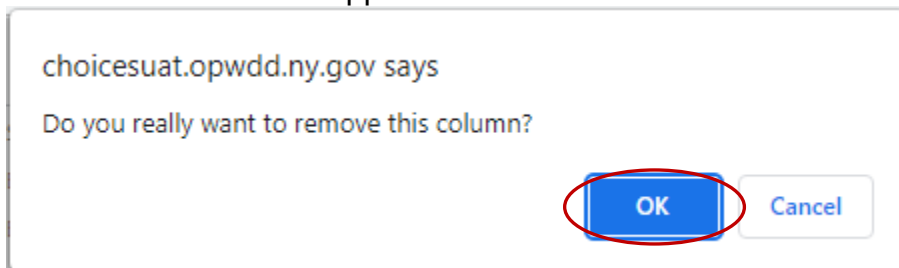 choicesuat.opwdd.ny.gov says
Do you really want to remove this column?
OK Cancel